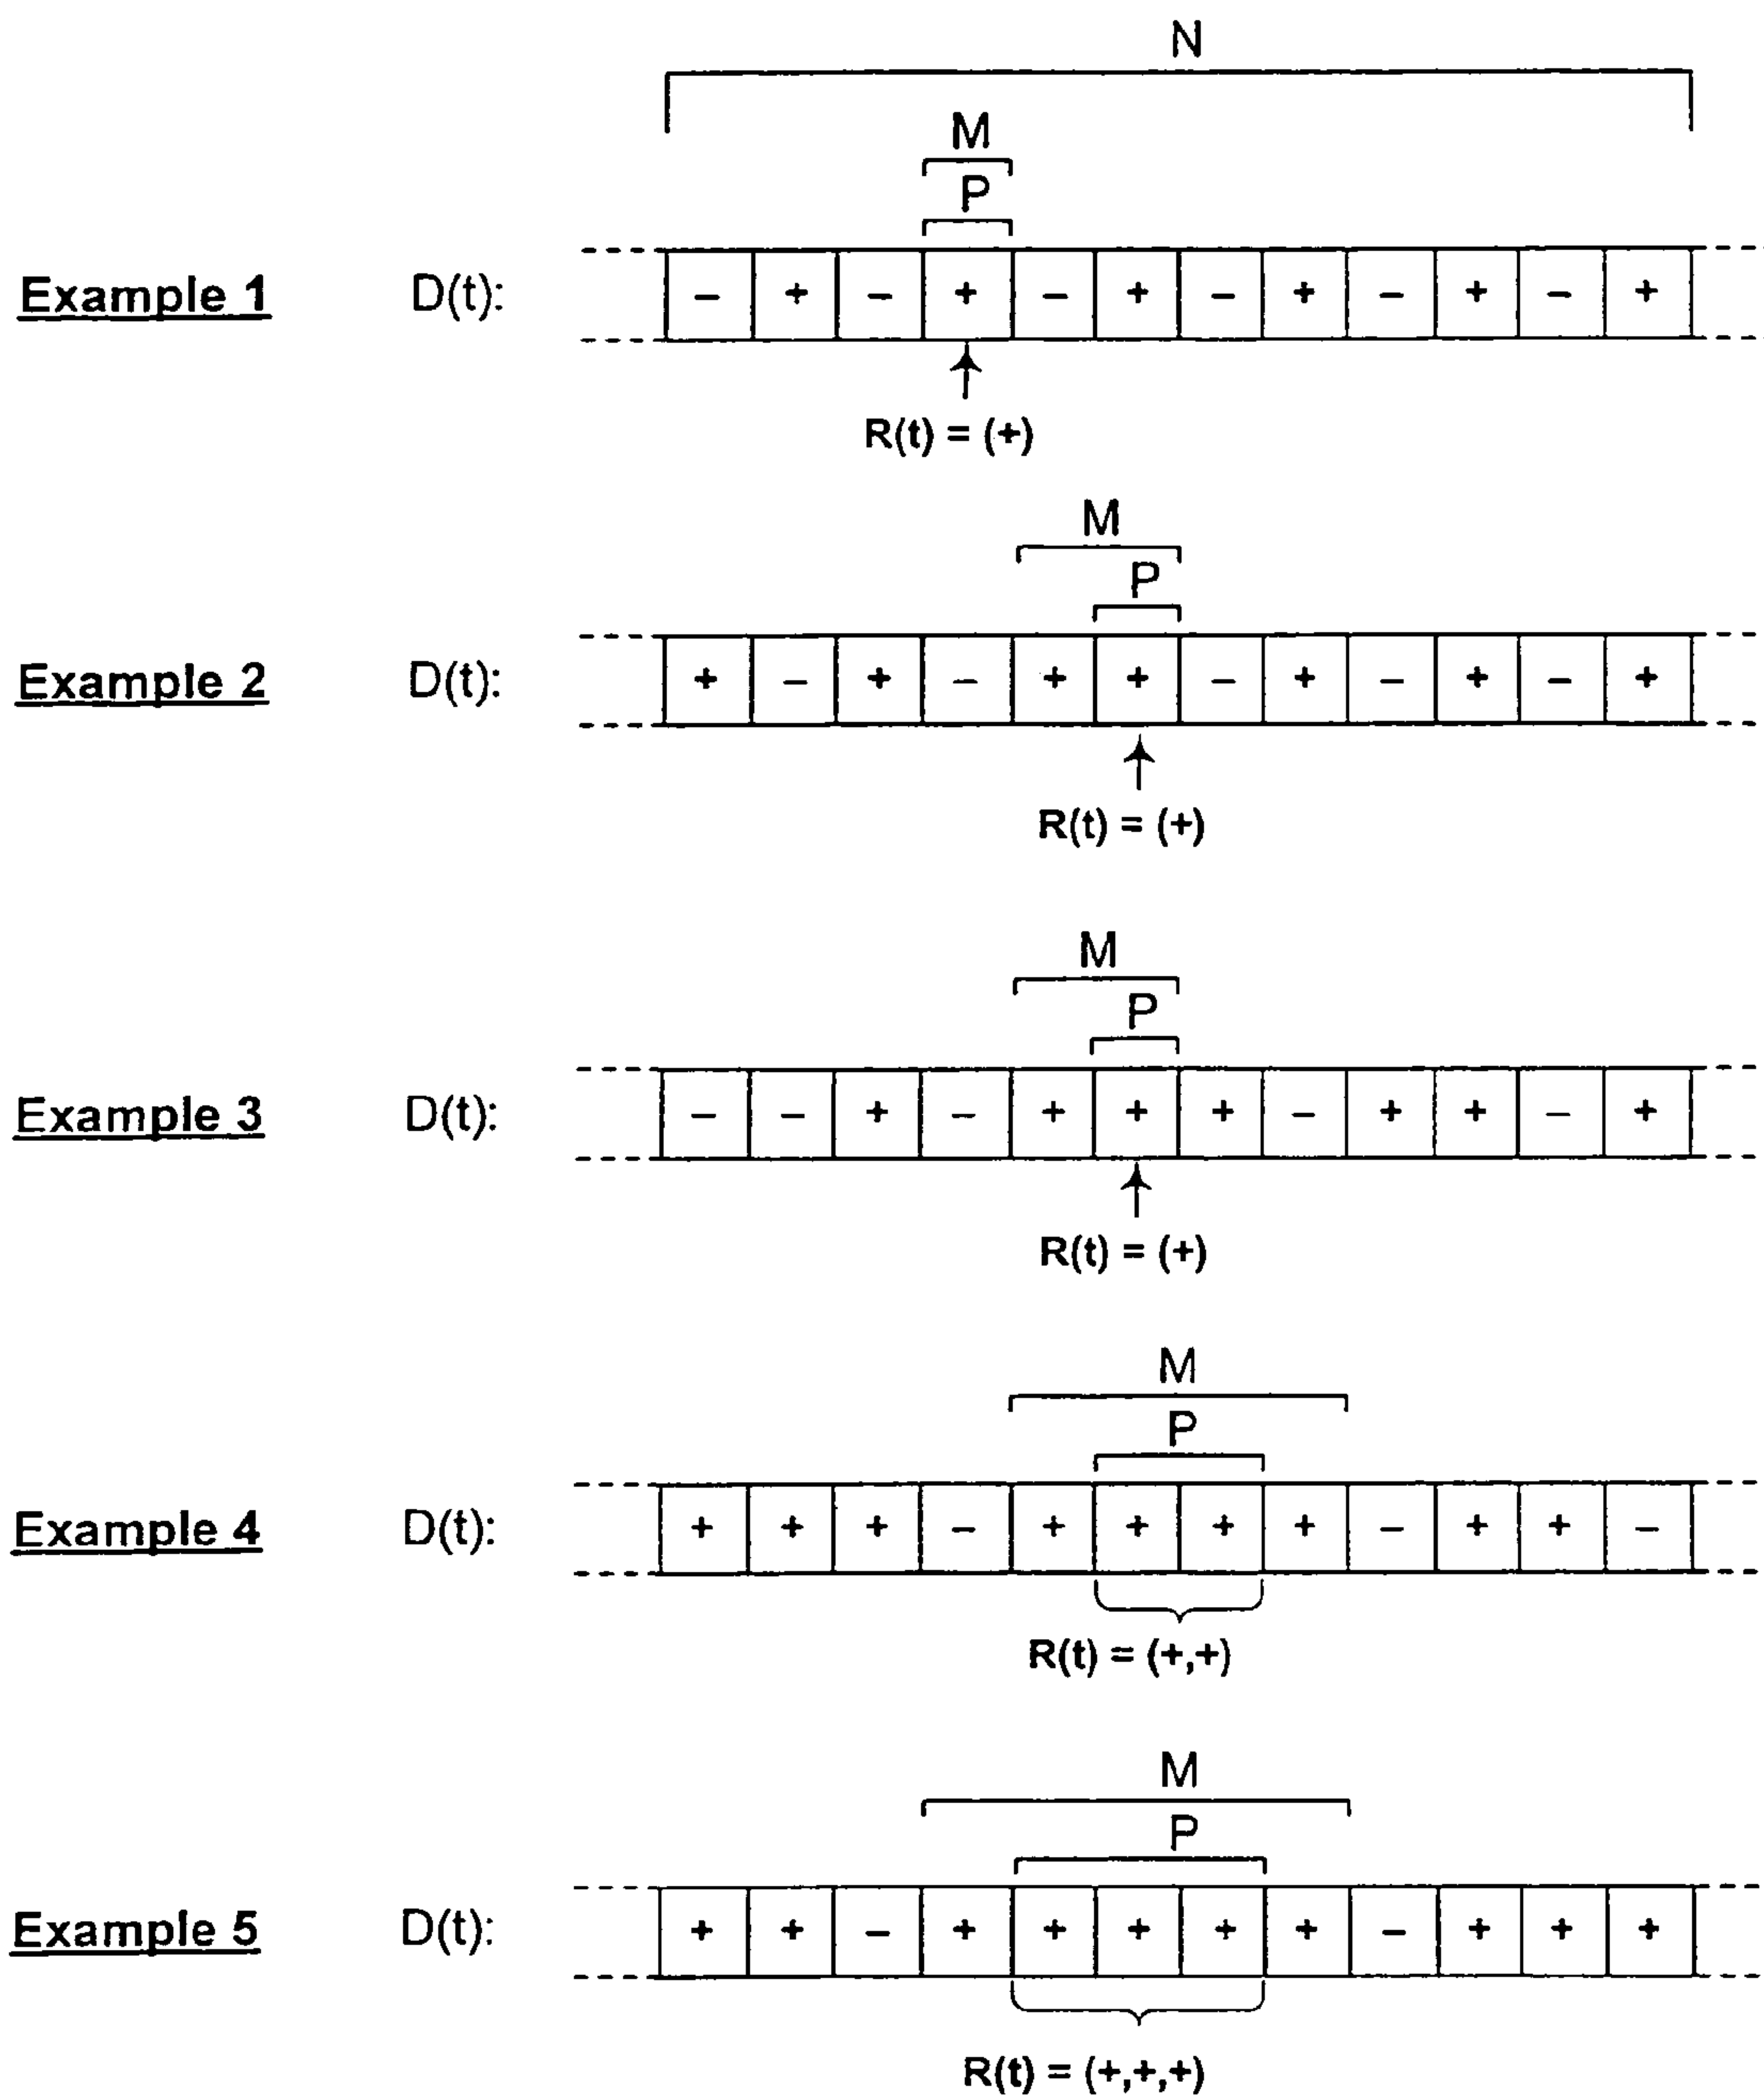 N
M
P
Example 1 D(t): – + – + – + – + – + – +
R(t) = (+)
M
P
Example 2 D(t): + – + – + + – + – + – +
R(t) = (+)
M
P
Example 3 D(t): – – + – + + + – + + – +
R(t) = (+)
M
P
Example 4 D(t): + + + – + + + + – + + –
R(t) = (+,+)
M
P
Example 5 D(t): + + – + + + + + – + + +
R(t) = (+,+,+)